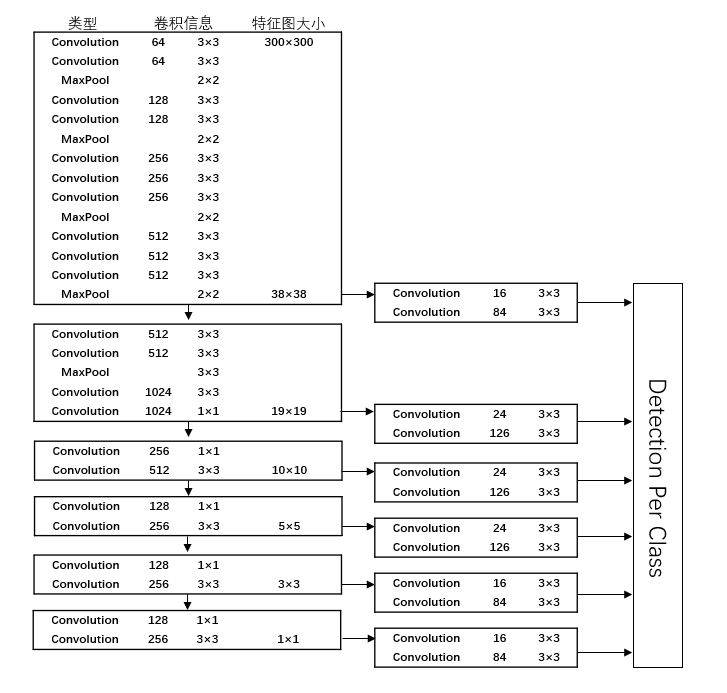 类型 卷积信息 特征图大小
Convolution 64 3×3 300×300
Convolution 64 3×3
MaxPool 2×2
Convolution 128 3×3
Convolution 128 3×3
MaxPool 2×2
Convolution 256 3×3
Convolution 256 3×3
Convolution 256 3×3
MaxPool 2×2
Convolution 512 3×3
Convolution 512 3×3
Convolution 512 3×3
MaxPool 2×2 38×38
Convolution 16 3×3
Convolution 84 3×3
Convolution 512 3×3
Convolution 512 3×3
MaxPool 3×3
Convolution 1024 3×3
Convolution 1024 1×1 19×19
Convolution 24 3×3
Convolution 126 3×3
Convolution 256 1×1
Convolution 512 3×3 10×10
Convolution 24 3×3
Convolution 126 3×3
Convolution 128 1×1
Convolution 256 3×3 5×5
Convolution 24 3×3
Convolution 126 3×3
Convolution 128 1×1
Convolution 256 3×3 3×3
Convolution 16 3×3
Convolution 84 3×3
Convolution 128 1×1
Convolution 256 3×3 1×1
Convolution 16 3×3
Convolution 84 3×3
Detection Per Class